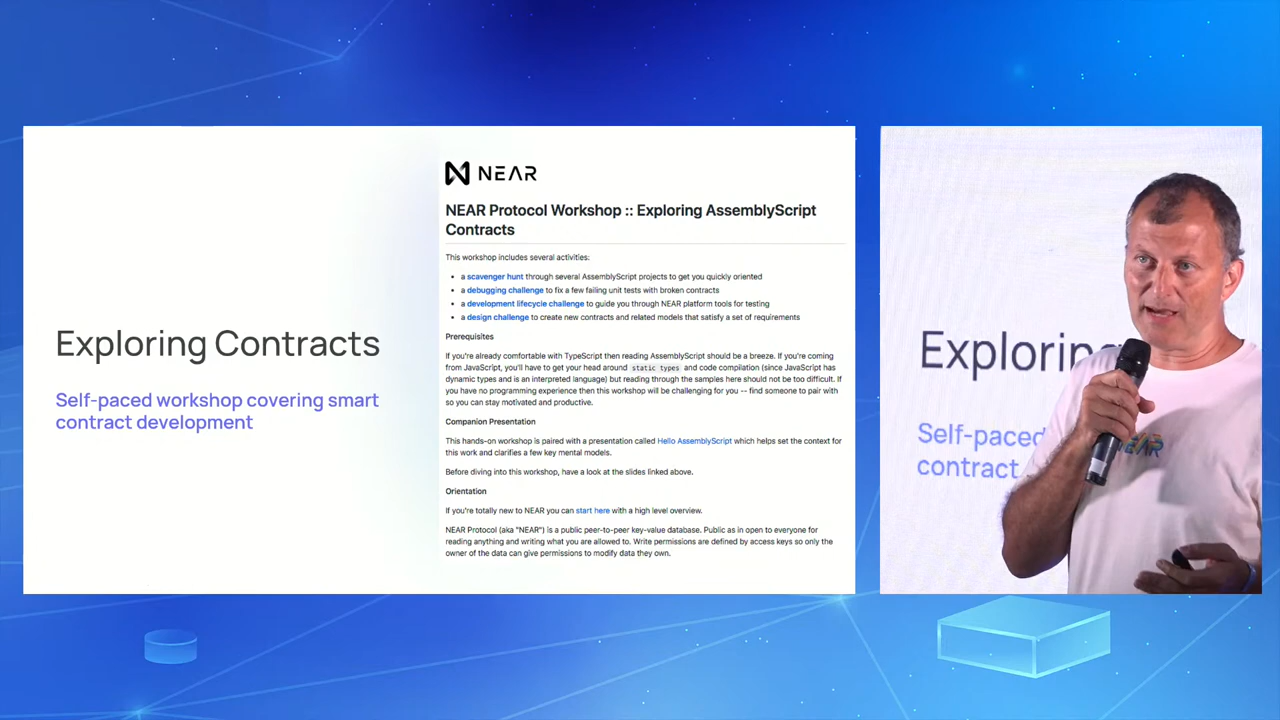 Exploring Contracts
Self-paced workshop covering smart
contract development
NEAR
NEAR Protocol Workshop :: Exploring AssemblyScript
Contracts
This workshop includes several activities:
• a scavenger hunt through several AssemblyScript projects to get you quickly oriented
• a debugging challenge to fix a few failing unit tests with broken contracts
• a development lifecycle challenge to guide you through NEAR platform tools for testing
• a design challenge to create new contracts and related models that satisfy a set of requirements
Prerequisites
If you're already comfortable with TypeScript then reading AssemblyScript should be a breeze. If you're coming
from JavaScript, you'll have to get your head around static types and code compilation (since JavaScript has
dynamic types and is an interpreted language) but reading through the samples here should not be too difficult. If
you have no programming experience then this workshop will be challenging for you -- find someone to pair with
so you can stay motivated and productive.
Companion Presentation
This hands-on workshop is paired with a presentation called Hello AssemblyScript which helps set the context for
this work and clarifies a few key mental models.
Before diving into this workshop, have a look at the slides linked above.
Orientation
If you're totally new to NEAR you can start here with a high level overview.
NEAR Protocol (aka "NEAR") is a public peer-to-peer key-value database. Public as in open to everyone for
reading anything and writing what you are allowed to. Write permissions are defined by access keys so only the
owner of the data can give permissions to modify data they own.
Exploring
Self-paced
contract
NEAR